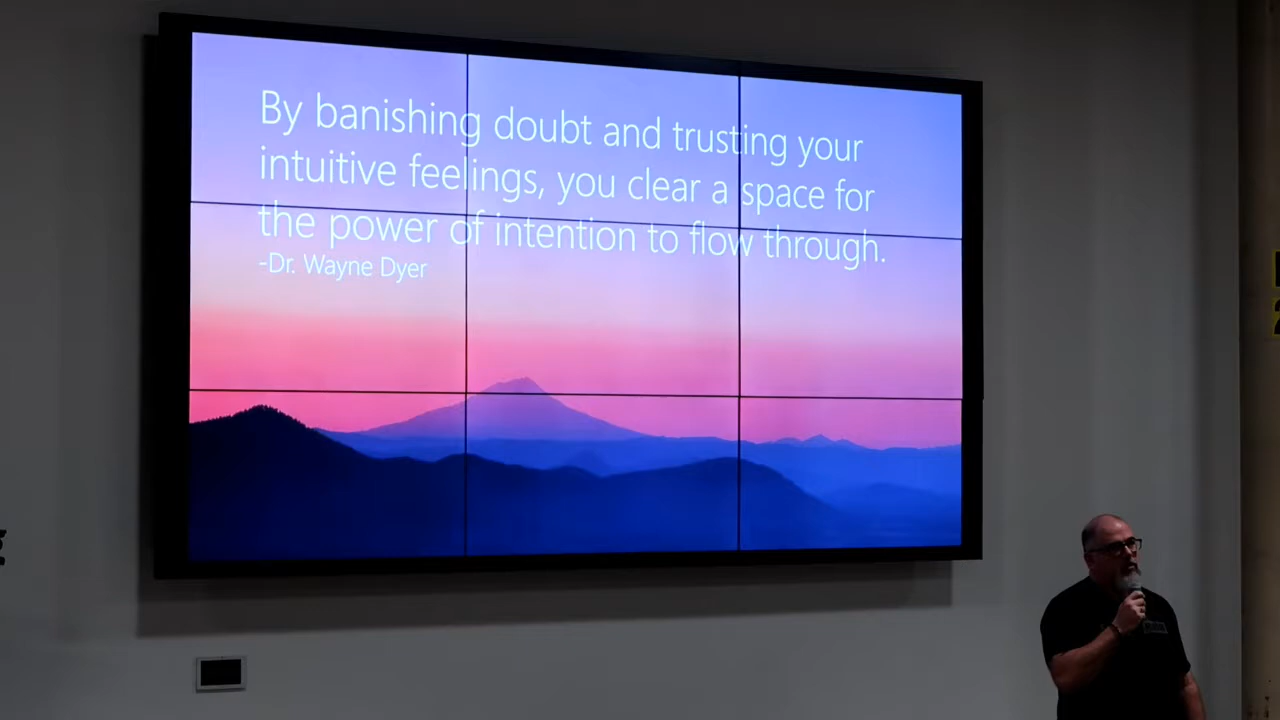 By banishing doubt and trusting your
intuitive feelings, you clear a space for
the power of intention to flow through.
-Dr. Wayne Dyer